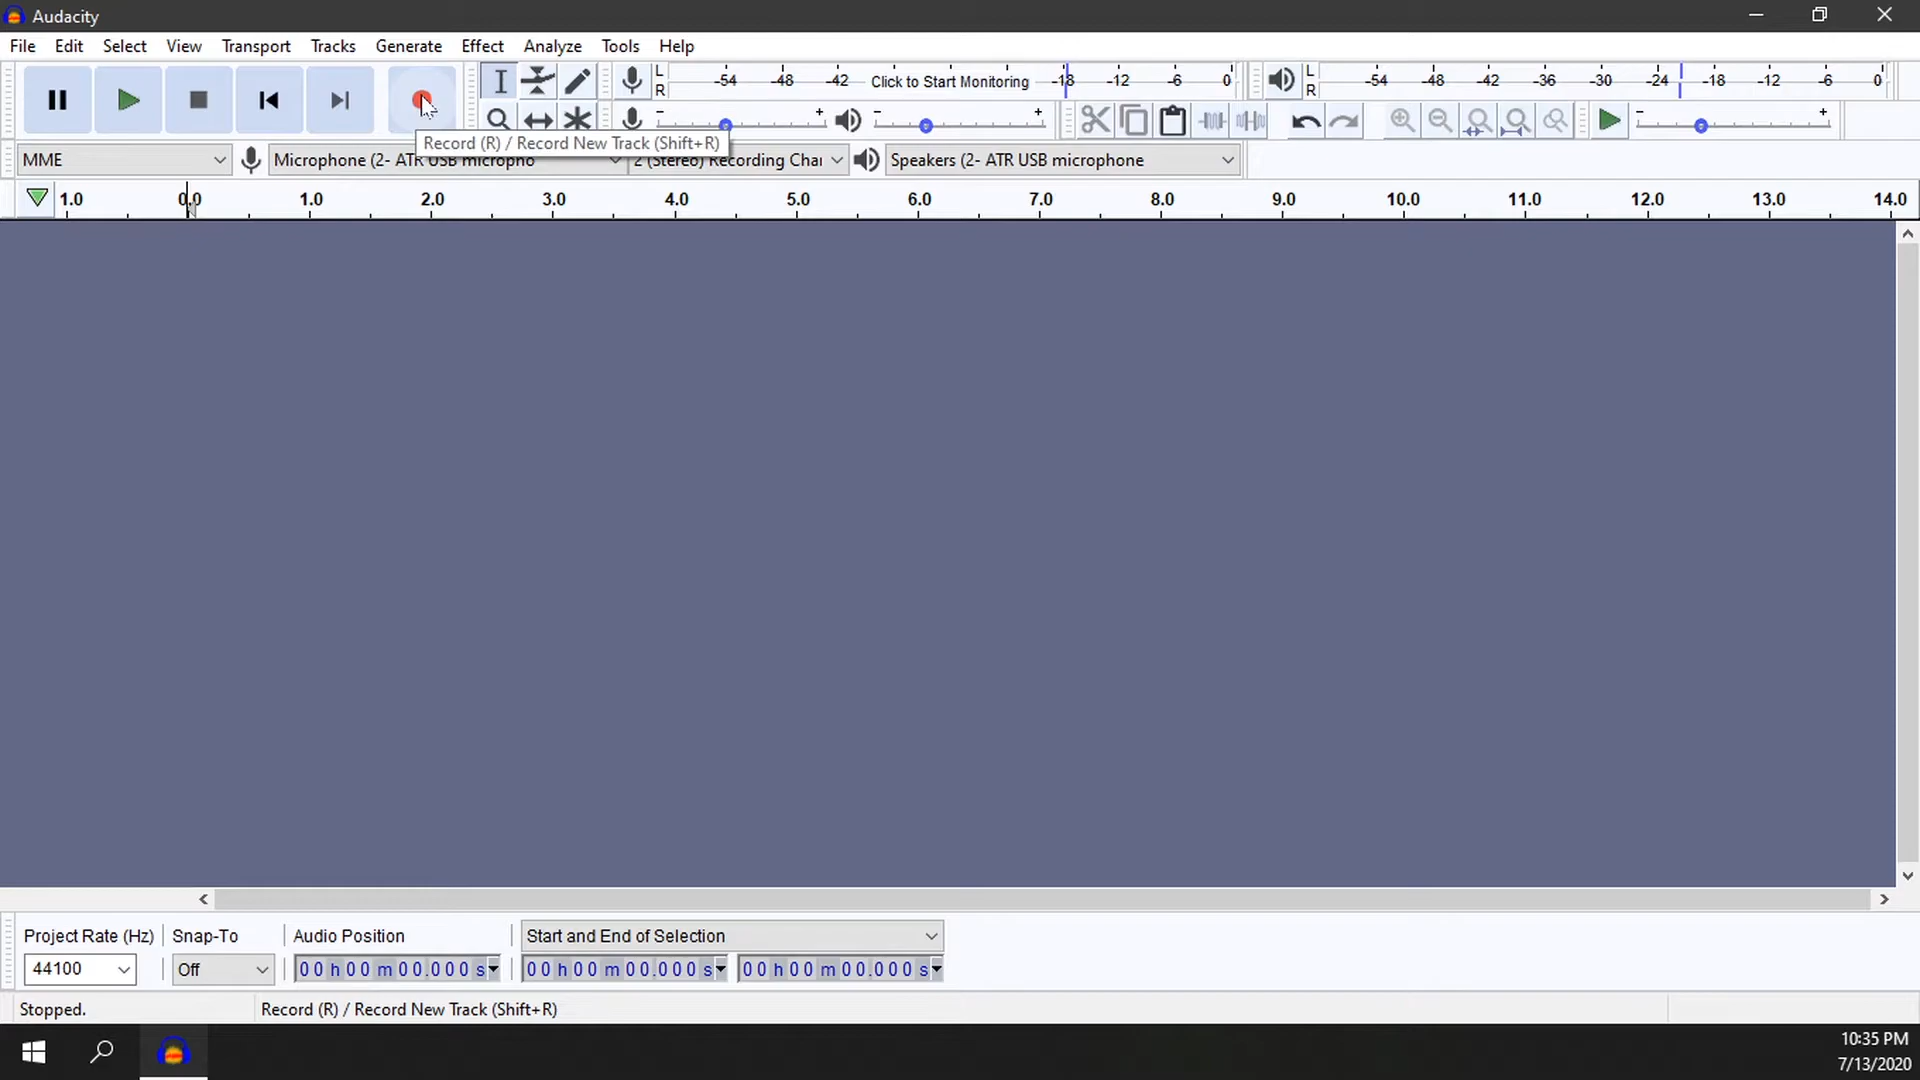 Audacity
File Edit Select View Transport Tracks Generate Effect Analyze Tools Help
L R -54 -48 -42 Click to Start Monitoring -18 -12 -6 0 L R -54 -48 -42 -36 -30 -24 -18 -12 -6 0
- + - + - +
Record (R) / Record New Track (Shift+R)
MME Microphone (2- ATR USB micropho 2 (Stereo) Recording Chai Speakers (2- ATR USB microphone
1.0 0.0 1.0 2.0 3.0 4.0 5.0 6.0 7.0 8.0 9.0 10.0 11.0 12.0 13.0 14.0
Project Rate (Hz) Snap-To Audio Position Start and End of Selection
44100 Off 00 h 00 m 00.000 s 00 h 00 m 00.000 s 00 h 00 m 00.000 s
Stopped. Record (R) / Record New Track (Shift+R)
10:35 PM
7/13/2020